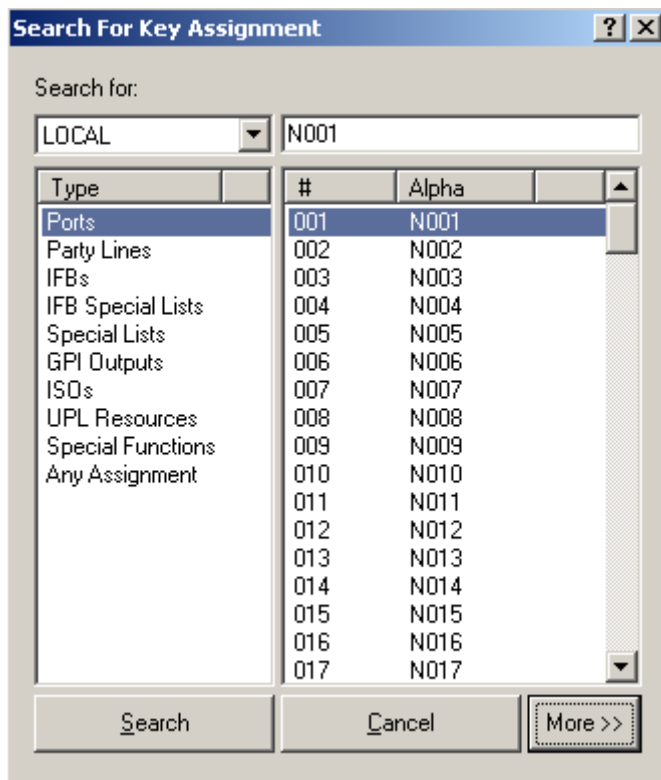 Search For Key Assignment
Search for:
LOCAL N001
Type # Alpha
Ports 001 N001
Party Lines 002 N002
IFBs 003 N003
IFB Special Lists 004 N004
Special Lists 005 N005
GPI Outputs 006 N006
ISOs 007 N007
UPL Resources 008 N008
Special Functions 009 N009
Any Assignment 010 N010
011 N011
012 N012
013 N013
014 N014
015 N015
016 N016
017 N017
Search Cancel More >>